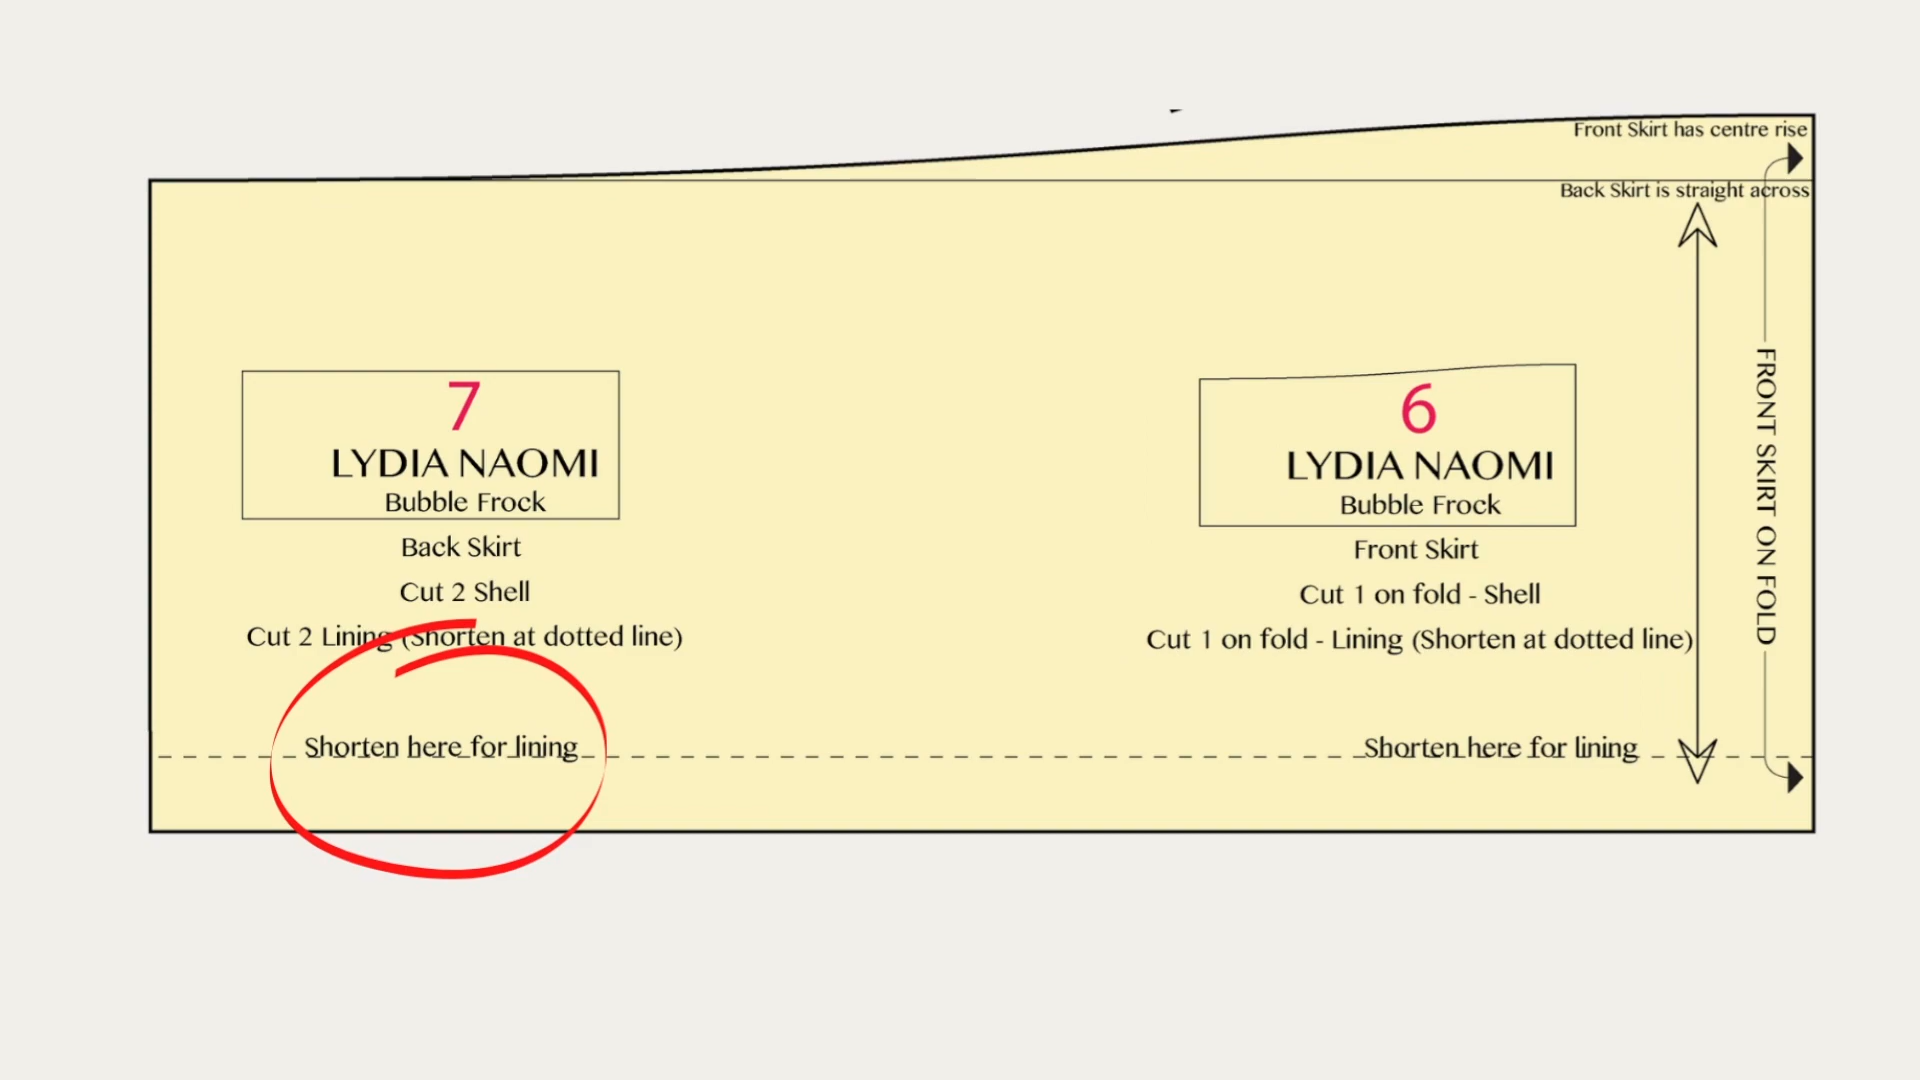 Front Skirt has centre rise
Back Skirt is straight across
7
LYDIA NAOMI
Bubble Frock
Back Skirt
Cut 2 Shell
Cut 2 Lining (Shorten at dotted line)
Shorten here for lining
6
LYDIA NAOMI
Bubble Frock
Front Skirt
Cut 1 on fold - Shell
Cut 1 on fold - Lining (Shorten at dotted line)
Shorten here for lining
FRONT SKIRT ON FOLD